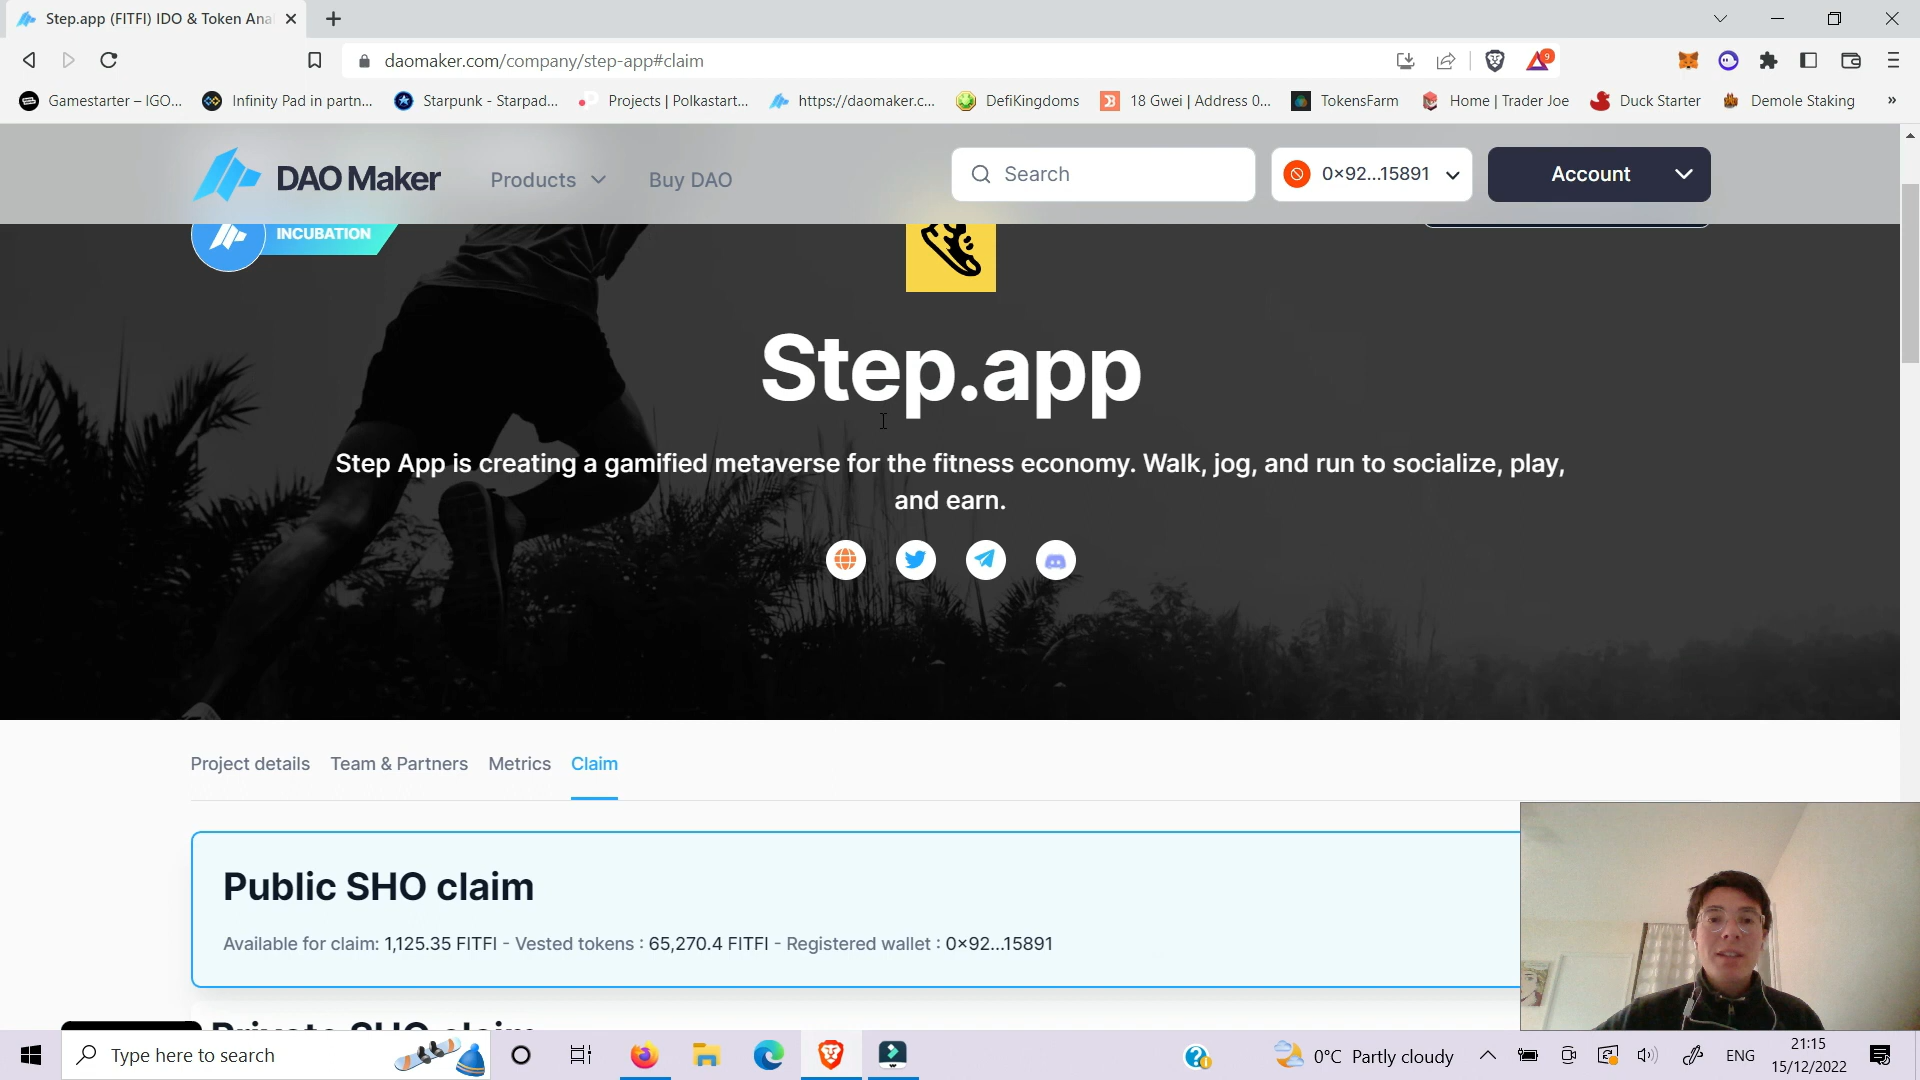 Step.app (FITFI) IDO & Token Ana
daomaker.com/company/step-app#claim
9
Gamestarter – IGO...
Infinity Pad in partn...
Starpunk - Starpad...
Projects | Polkastart...
https://daomaker.c...
DefiKingdoms
18 Gwei | Address 0...
TokensFarm
Home | Trader Joe
Duck Starter
Demole Staking
»
DAO Maker
Products
Buy DAO
Search
0×92...15891
Account
INCUBATION
Step.app
Step App is creating a gamified metaverse for the fitness economy. Walk, jog, and run to socialize, play,
and earn.
Project details
Team & Partners
Metrics
Claim
Public SHO claim
Available for claim: 1,125.35 FITFI - Vested tokens : 65,270.4 FITFI - Registered wallet : 0×92...15891
Private SHO claim
Type here to search
0°C Partly cloudy
ENG
21:15
15/12/2022